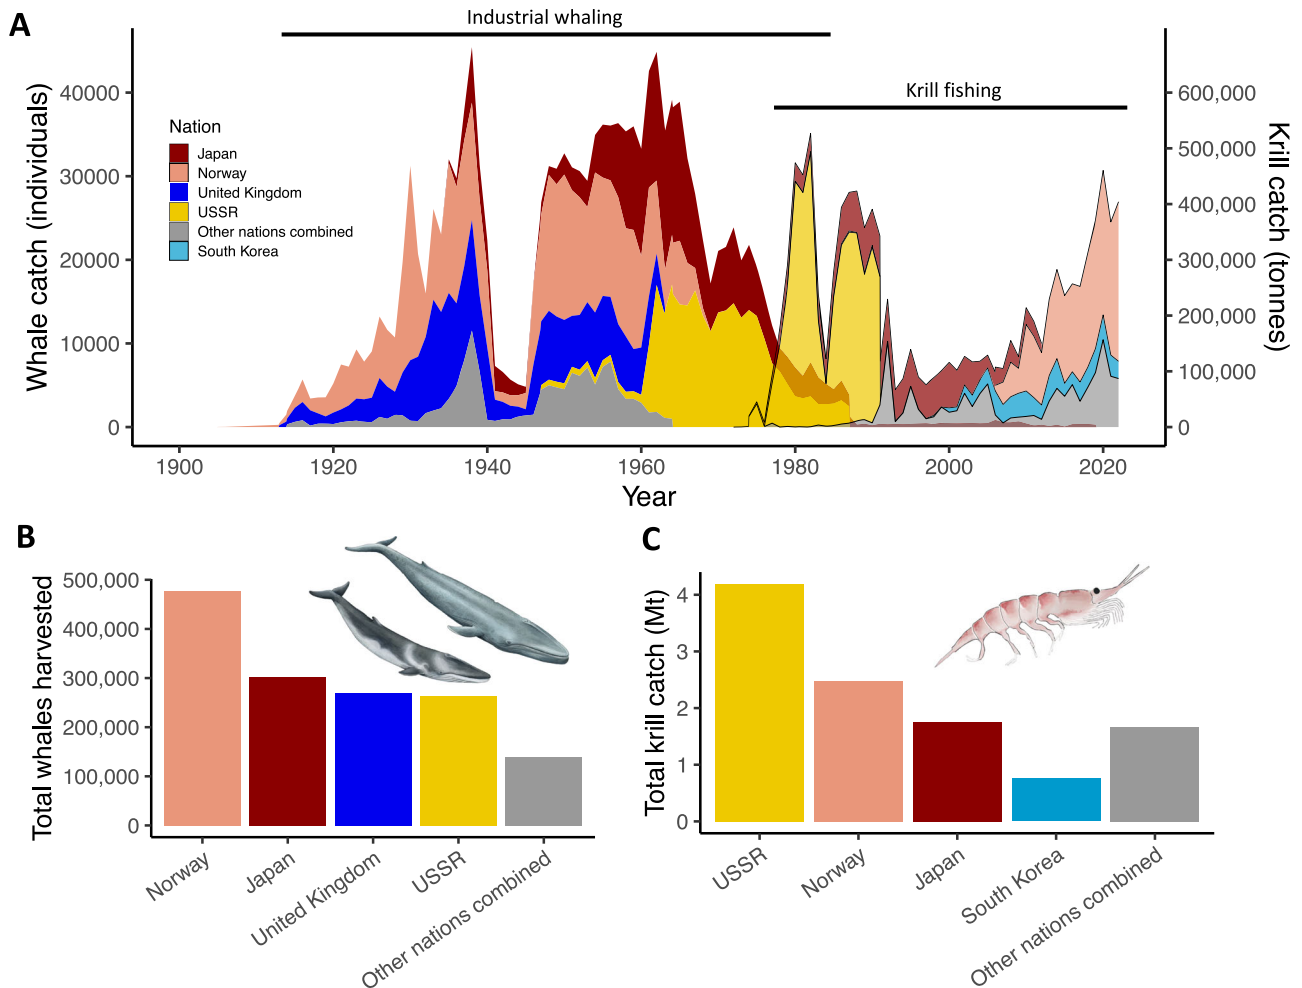 A
Industrial whaling
Krill fishing
Whale catch (individuals)
40000
30000
20000
10000
0
Nation
Japan
Norway
United Kingdom
USSR
Other nations combined
South Korea
600,000
500,000
400,000
300,000
200,000
100,000
0
Krill catch (tonnes)
1900
1920
1940
1960
1980
2000
2020
Year
B
Total whales harvested
500,000
400,000
300,000
200,000
100,000
0
Norway
Japan
United Kingdom
USSR
Other nations combined
C
Total krill catch (Mt)
4
3
2
1
0
USSR
Norway
Japan
South Korea
Other nations combined